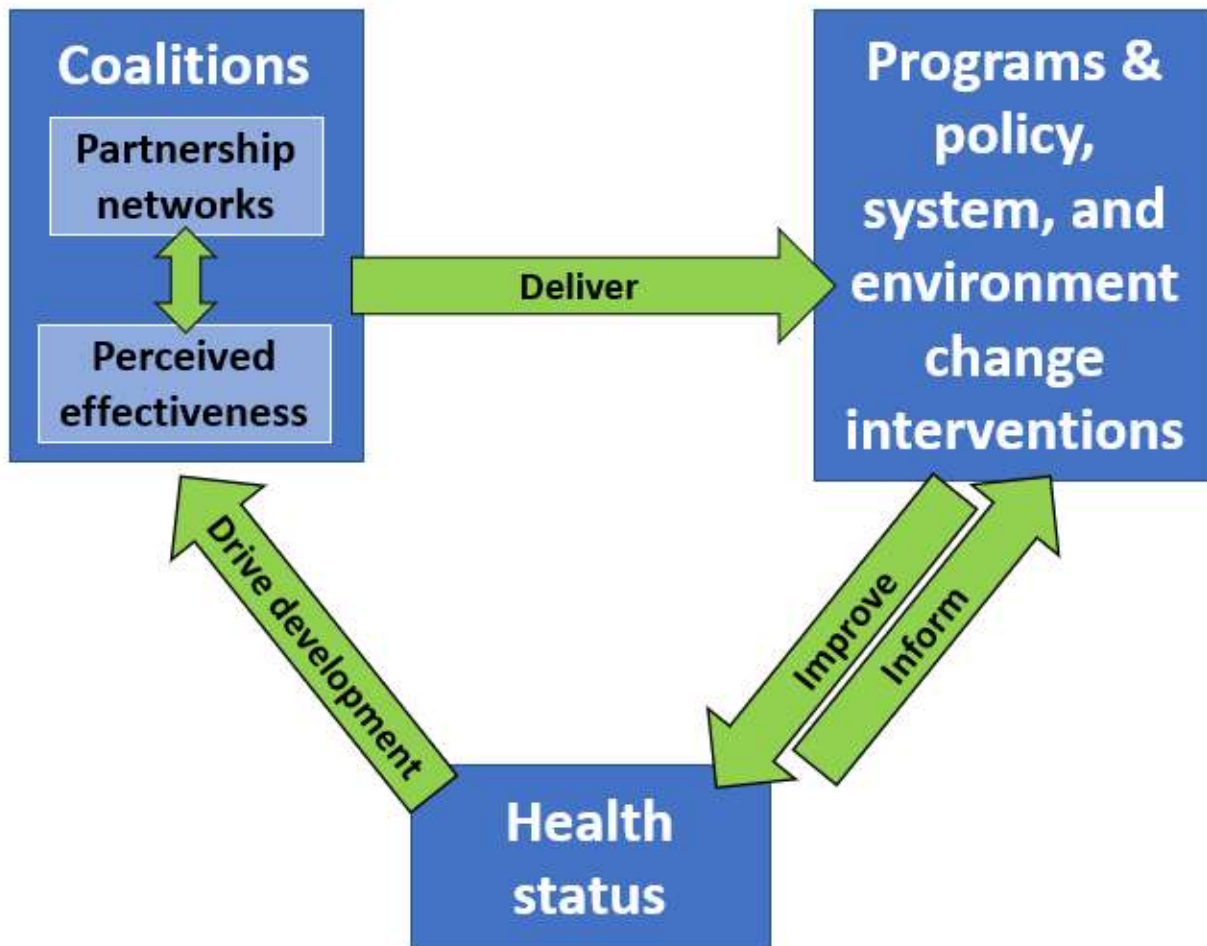 Coalitions
Partnership
networks
Perceived
effectiveness
Deliver
Programs &
policy,
system, and
environment
change
interventions
Drive development
Improve
Inform
Health
status